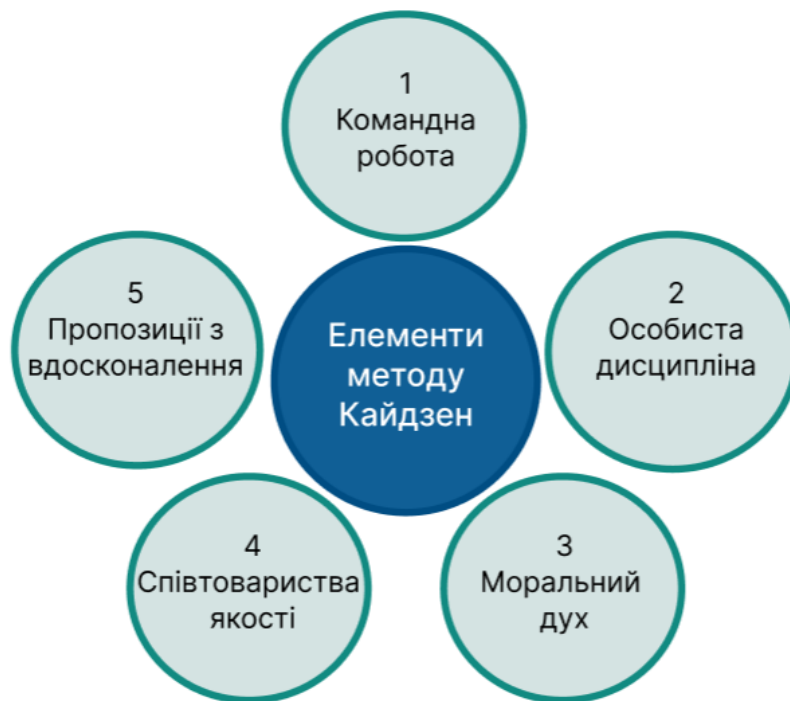 1
Командна
робота
2
Особиста
дисципліна
3
Моральний
дух
4
Співтовариства
якості
5
Пропозиції з
вдосконалення
Елементи
методу
Кайдзен